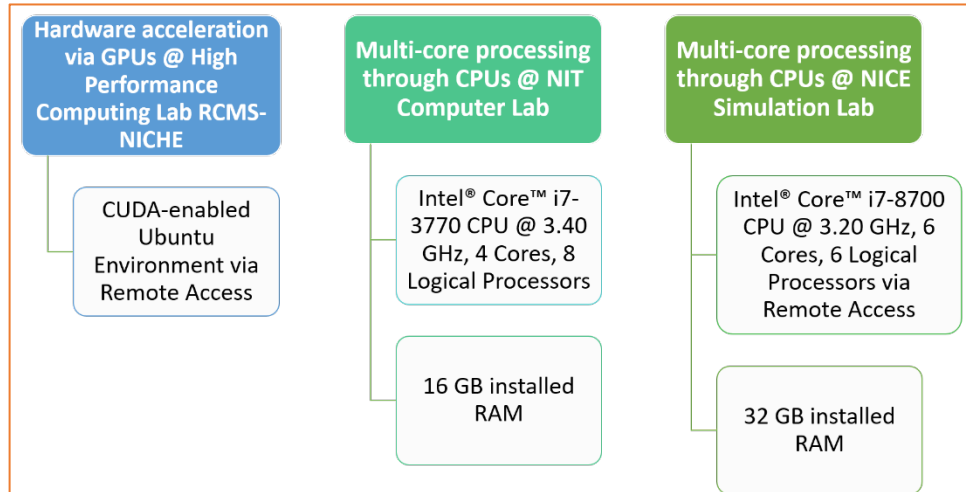 Hardware acceleration
via GPUs @ High
Performance
Computing Lab RCMS-
NICHE
CUDA-enabled
Ubuntu
Environment via
Remote Access
Multi-core processing
through CPUs @ NIT
Computer Lab
Intel® Core™ i7-
3770 CPU @ 3.40
GHz, 4 Cores, 8
Logical Processors
16 GB installed
RAM
Multi-core processing
through CPUs @ NICE
Simulation Lab
Intel® Core™ i7-8700
CPU @ 3.20 GHz, 6
Cores, 6 Logical
Processors via
Remote Access
32 GB installed
RAM